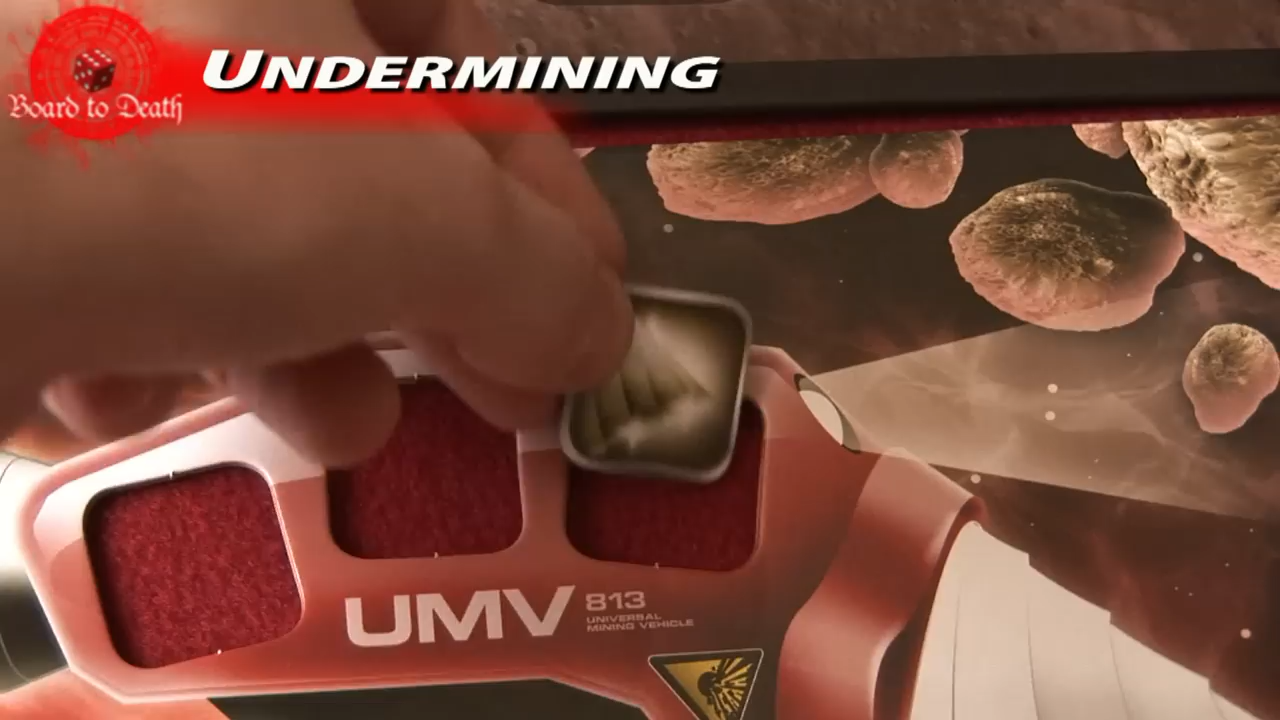 UNDERMINING
Board to Death
UMV 813
UNIVERSAL
MINING VEHICLE